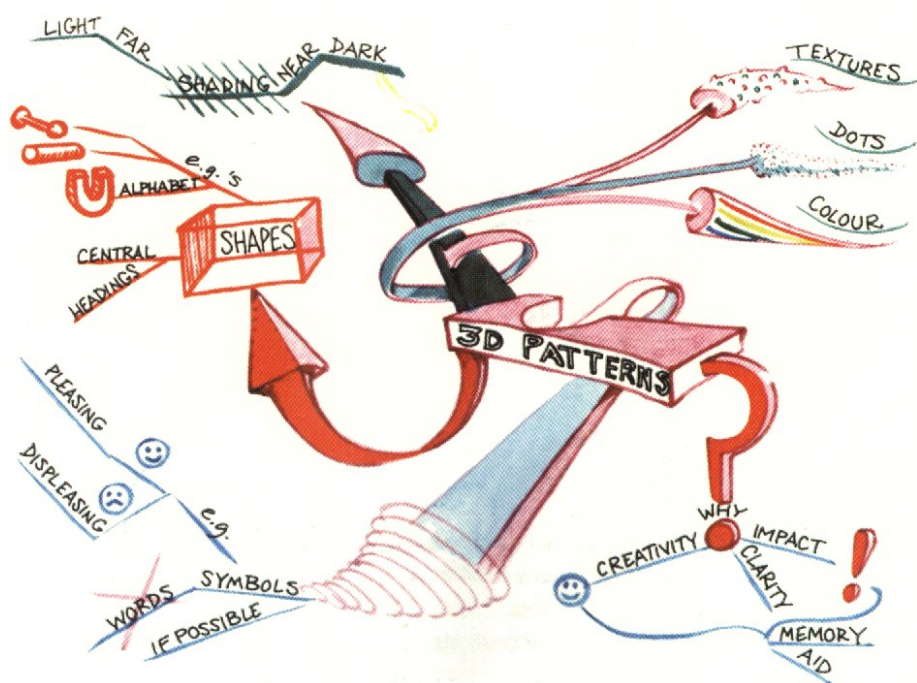 LIGHT FAR
SHADING
NEAR DARK
TEXTURES
DOTS
COLOUR
e.g.'s
ALPHABET
SHAPES
CENTRAL
HEADINGS
3D PATTERNS
PLEASING
DISPLEASING
e.g.
SYMBOLS
WORDS
IF POSSIBLE
WHY
CREATIVITY
IMPACT
CLARITY
MEMORY
AID